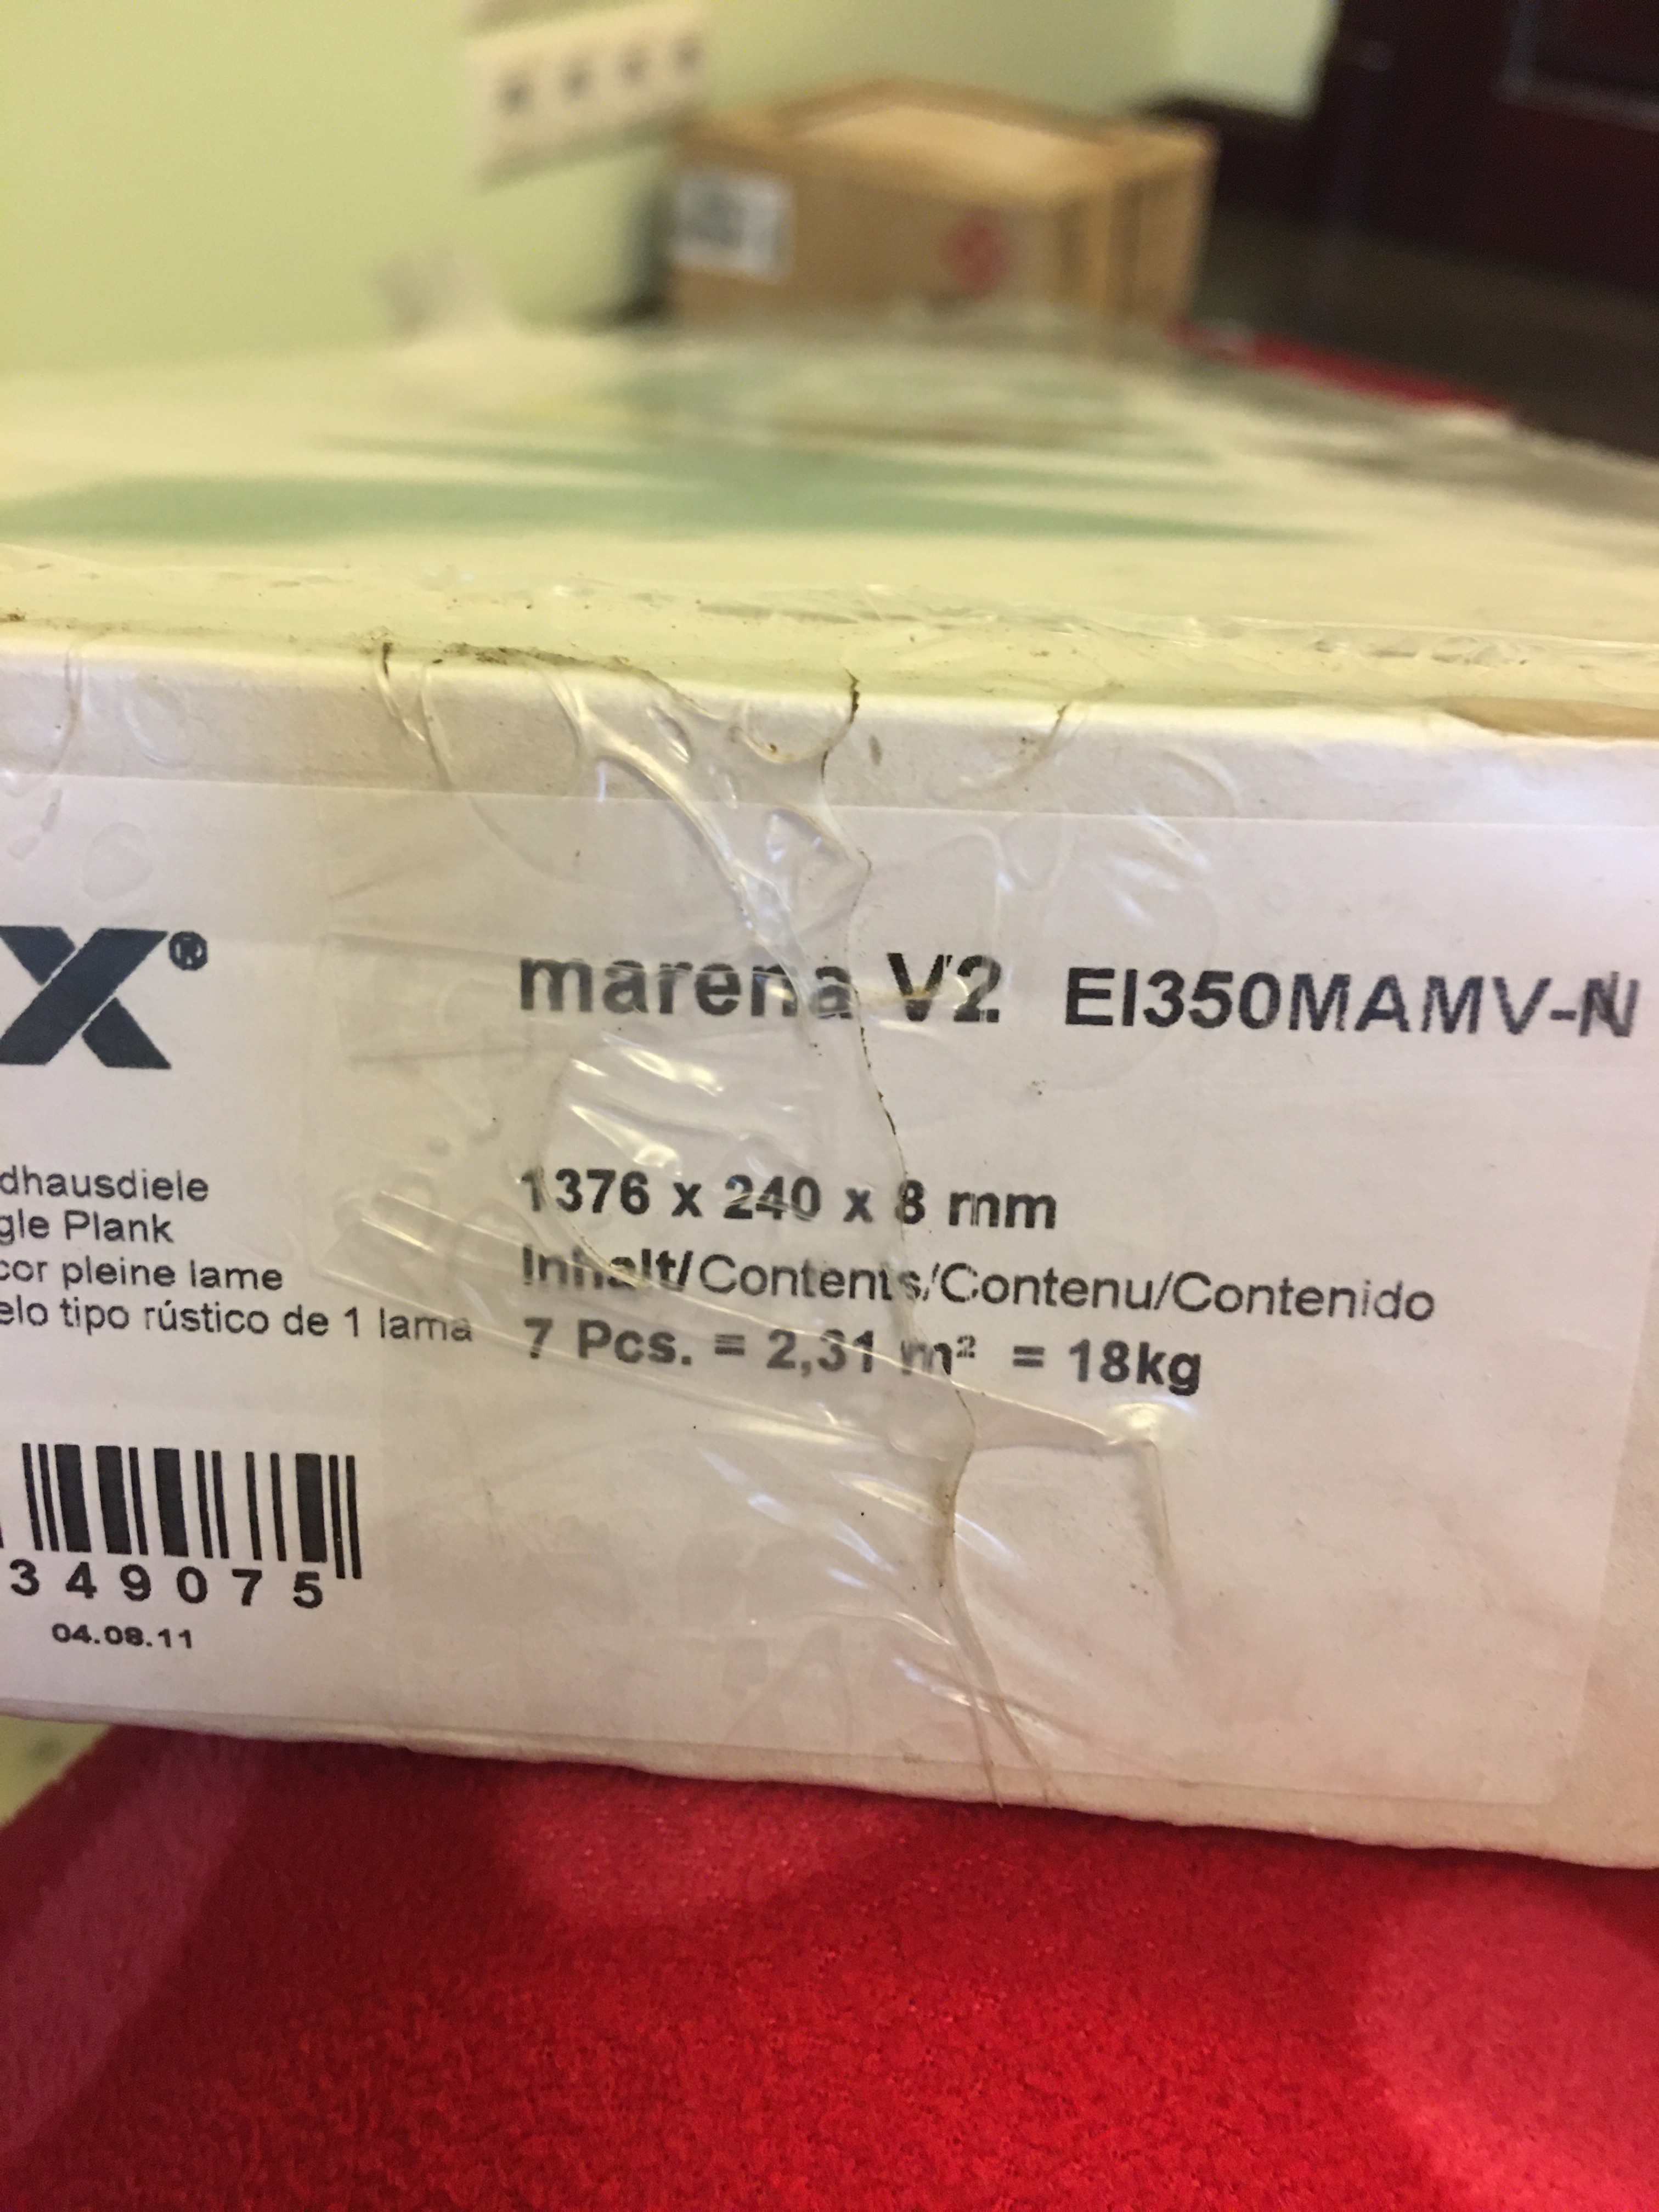 X®
marena V2 EI350MAMV-N
dhausdiele
gle Plank
cor pleine lame
elo tipo rústico de 1 lama
1376 x 240 x 8 mm
Inhalt/Contents/Contenu/Contenido
7 Pcs. = 2,31 m² = 18kg
349075
04.08.11